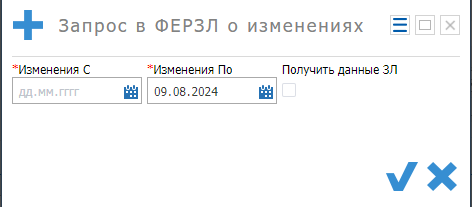 Запрос в ФЕРЗЛ о изменениях
*Изменения С *Изменения По Получить данные ЗЛ
дд.мм.гггг 09.08.2024